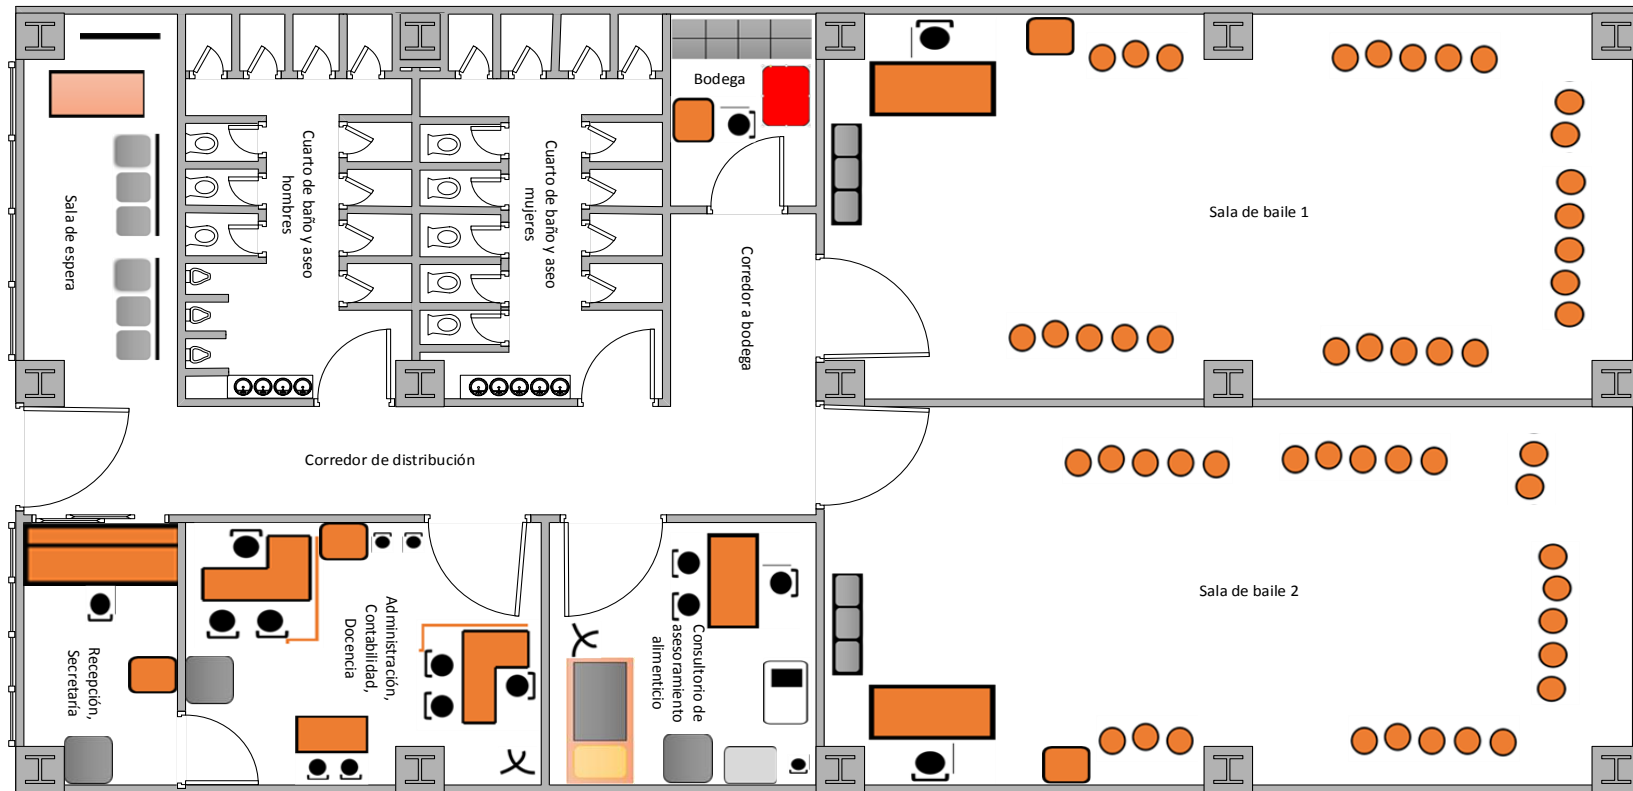 Bodega
Sala de espera
Cuarto de baño y aseo
hombres
Cuarto de baño y aseo
mujeres
Corredor a bodega
Sala de baile 1
Corredor de distribución
Recepción,
Secretaría
Administración,
Contabilidad,
Docencia
Consultorio de
asesoramiento
alimenticio
Sala de baile 2